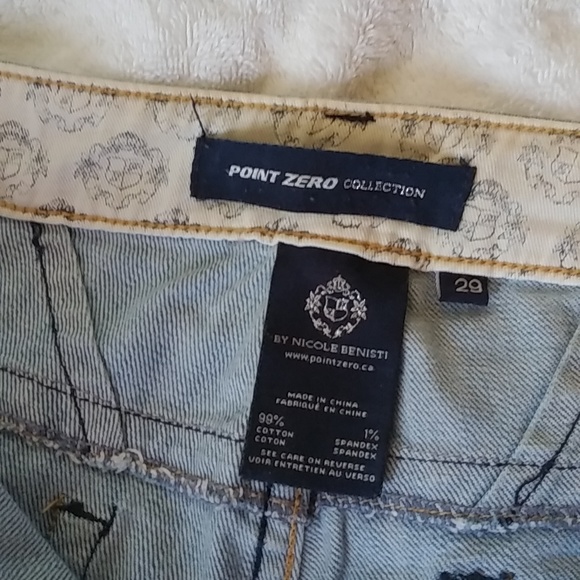 POINT ZERO COLLECTION
29
BY NICOLE BENISTI
www.pointzero.ca
MADE IN CHINA
FABRIQUÉ EN CHINE
99% 1%
COTTON SPANDEX
COTON SPANDEX
SEE CARE ON REVERSE
VOIR ENTRETIEN AU VERSO